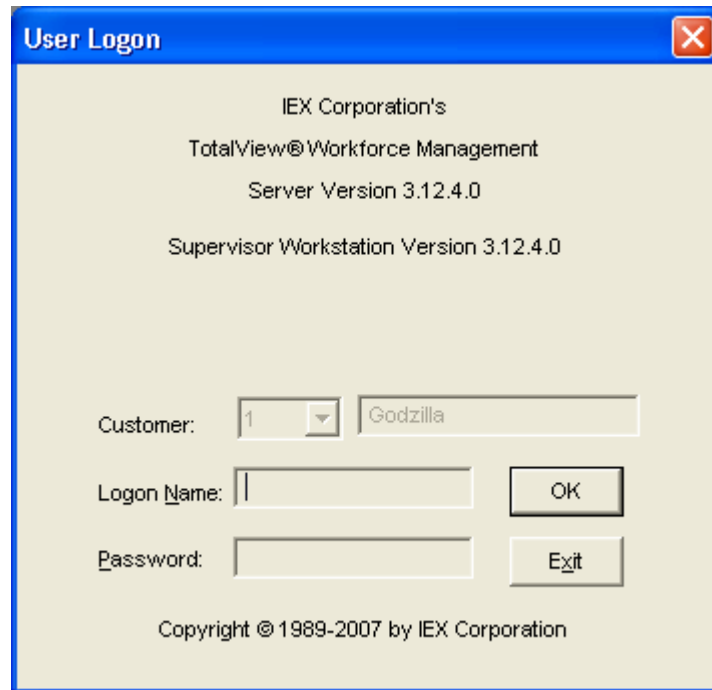 User Logon
IEX Corporation's
TotalView® Workforce Management
Server Version 3.12.4.0
Supervisor Workstation Version 3.12.4.0
Customer: 1 Godzilla
Logon Name: OK
Password: Exit
Copyright © 1989-2007 by IEX Corporation